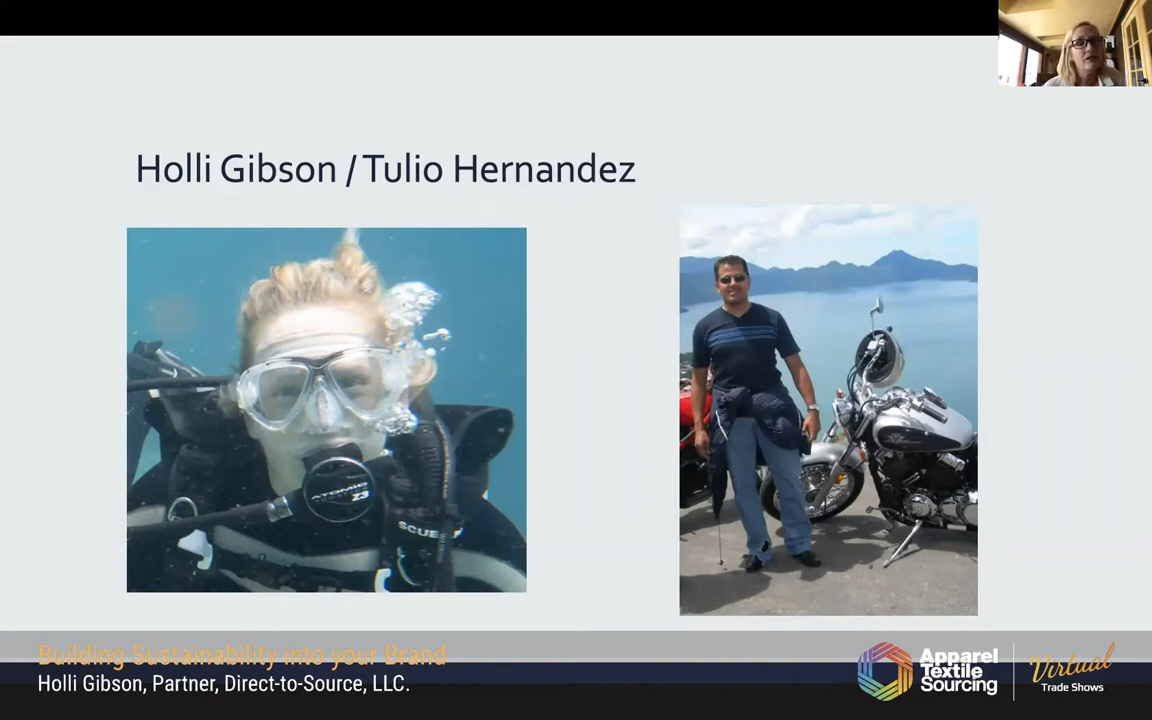 Holli Gibson / Tulio Hernandez
ATOMIC
Z3
SCUB
Building Sustainability into your Brand
Holli Gibson, Partner, Direct-to-Source, LLC.
Apparel
Textile
Sourcing
Virtual
Trade Shows